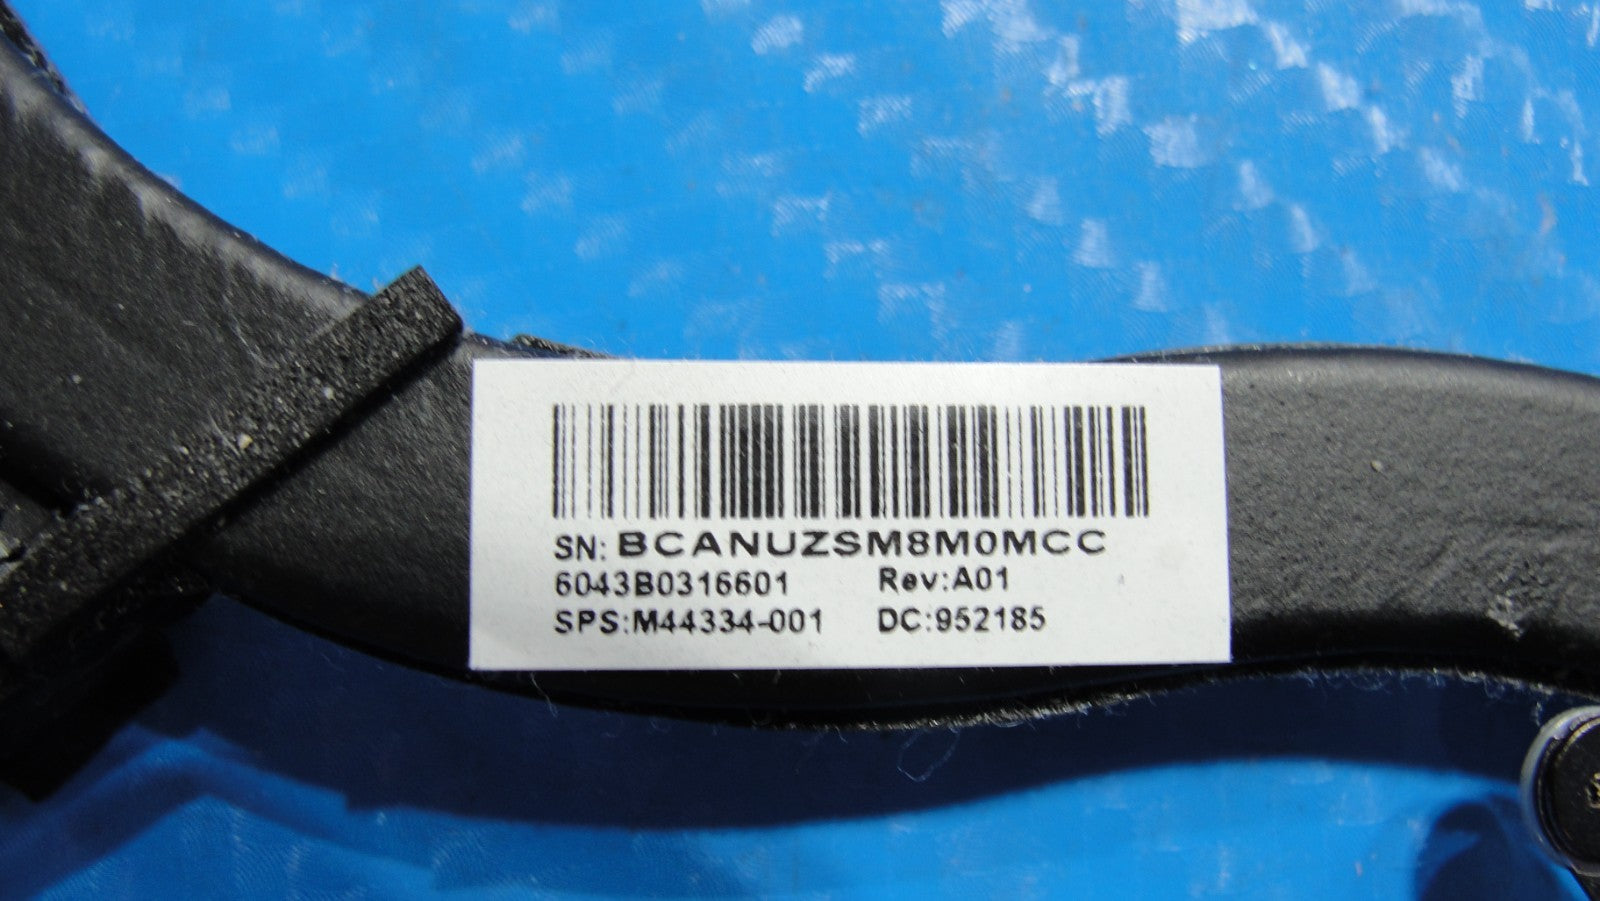 SN: BCANUZSM8M0MCC
6043B0316601 Rev:A01
SPS:M44334-001 DC:952185